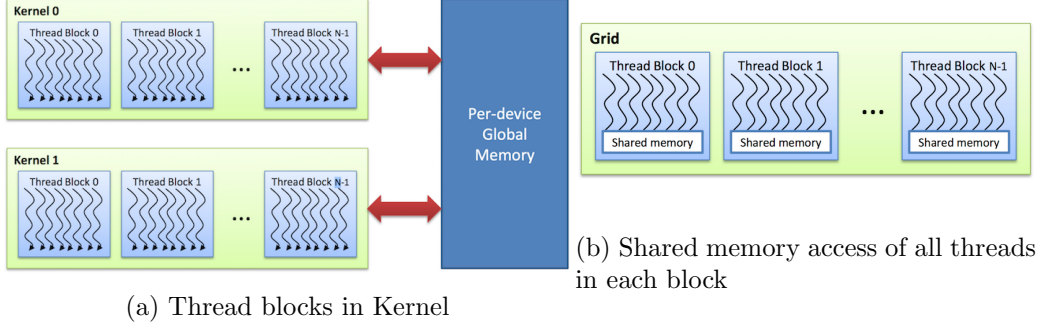 Kernel 0
Thread Block 0
Thread Block 1
Thread Block N-1
...
Kernel 1
Thread Block 0
Thread Block 1
Thread Block N-1
...
Per-device
Global
Memory
(a) Thread blocks in Kernel
Grid
Thread Block 0
Thread Block 1
Thread Block N-1
...
Shared memory
Shared memory
Shared memory
(b) Shared memory access of all threads
in each block